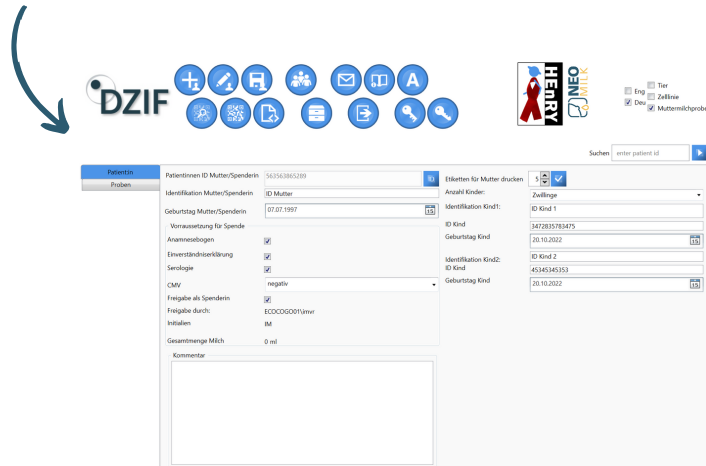 DZIF
A
HEnRY
NEO
MILK
Eng
Deu
Tier
Zelllinie
Muttermilchprobe
Suchen enter patient id
Patient:in
Proben
Patientinnen ID Mutter/Spenderin 563563865289 ID
Identifikation Mutter/Spenderin ID Mutter
Geburtstag Mutter/Spenderin 07.07.1997 15
Vorraussetzung für Spende
Anamnesebogen
Einverständniserklärung
Serologie
CMV negativ
Freigabe als Spenderin
Freigabe durch: ECOCOGO01\imvr
Initialien IM
Gesamtmenge Milch 0 ml
Kommentar
Etiketten für Mutter drucken 5
Anzahl Kinder: Zwillinge
Identifikation Kind1: ID Kind 1
ID Kind 3472835783475
Geburtstag Kind 20.10.2022 15
Identifikation Kind2: ID Kind 2
ID Kind 45345345353
Geburtstag Kind 20.10.2022 15